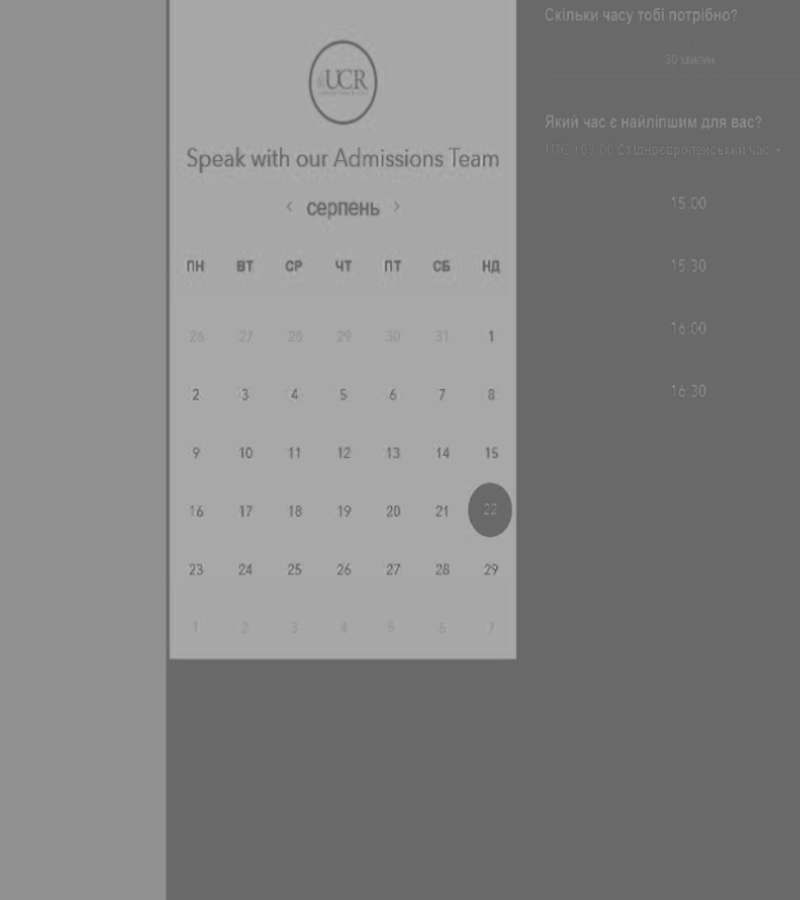 UCR
Speak with our Admissions Team
‹ серпень ›
ПН ВТ СР ЧТ ПТ СБ НД
26 27 28 29 30 31 1
2 3 4 5 6 7 8
9 10 11 12 13 14 15
16 17 18 19 20 21 22
23 24 25 26 27 28 29
1 2 3 4 5 6 7
Скільки часу тобі потрібно?
30 хвилин
Який час є найліпшим для вас?
UTC +03:00 Східноєвропейський час
15:00
15:30
16:00
16:30